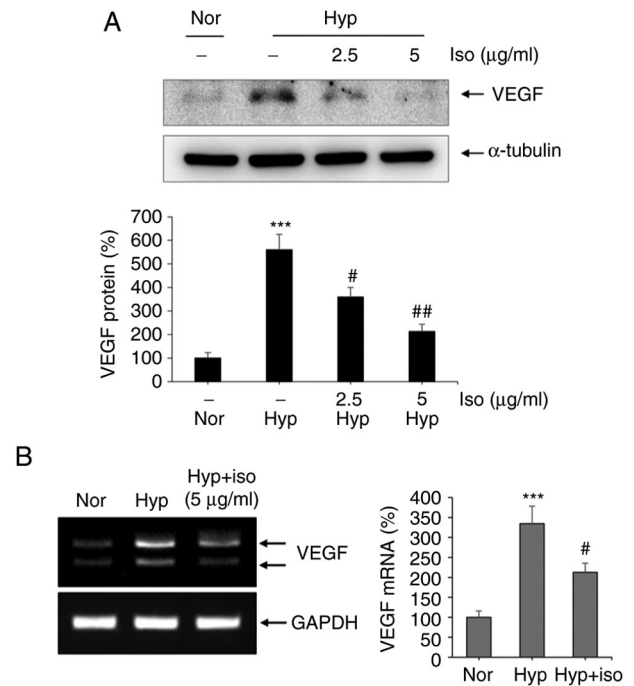 A
Nor Hyp
– – 2.5 5 Iso (μg/ml)
VEGF
α-tubulin
700
600
500
400
300
200
100
0
VEGF protein (%)
***
#
##
– – 2.5 5 Iso (μg/ml)
Nor Hyp Hyp Hyp
B
Nor Hyp Hyp+iso
(5 μg/ml)
VEGF
GAPDH
400
350
300
250
200
150
100
50
0
VEGF mRNA (%)
***
#
Nor Hyp Hyp+iso